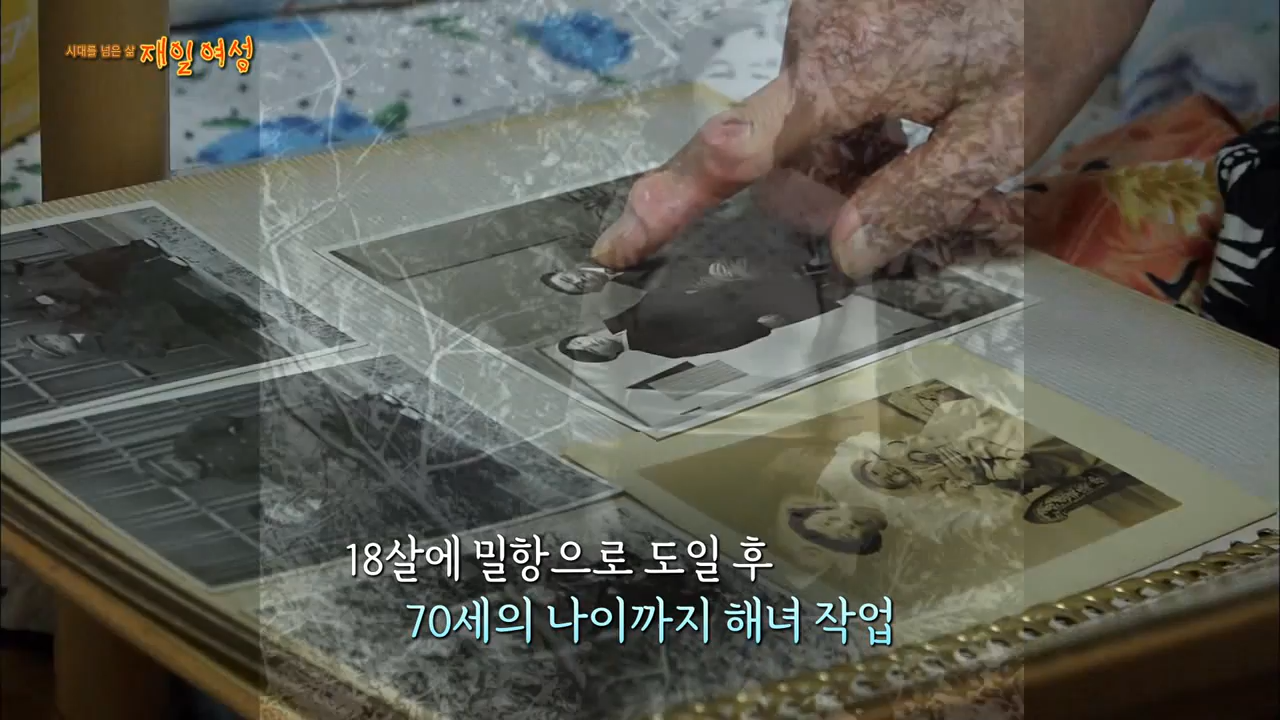 시대를 넘은 삶 재일여성
18살에 밀항으로 도일 후
70세의 나이까지 해녀 작업